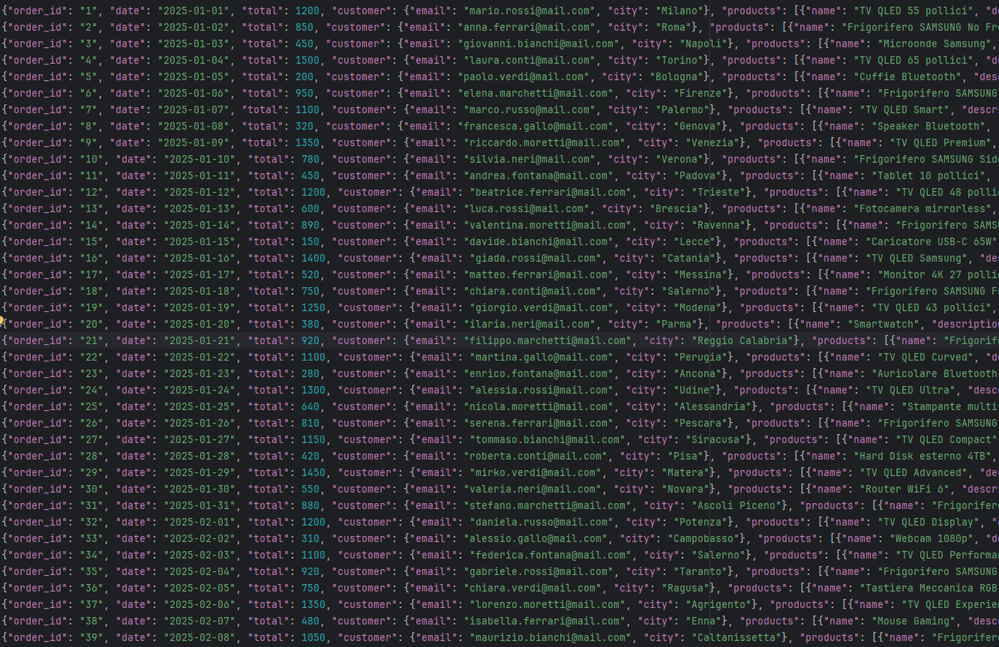 {"order_id": "1", "date": "2025-01-01", "total": 1200, "customer": {"email": "mario.rossi@mail.com", "city": "Milano"}, "products": [{"name": "TV QLED 55 pollici", "de
{"order_id": "2", "date": "2025-01-02", "total": 850, "customer": {"email": "anna.ferrari@mail.com", "city": "Roma"}, "products": [{"name": "Frigorifero SAMSUNG No Fr
{"order_id": "3", "date": "2025-01-03", "total": 450, "customer": {"email": "giovanni.bianchi@mail.com", "city": "Napoli"}, "products": [{"name": "Microonde Samsung",
{"order_id": "4", "date": "2025-01-04", "total": 1500, "customer": {"email": "laura.conti@mail.com", "city": "Torino"}, "products": [{"name": "TV QLED 65 pollici", "de
{"order_id": "5", "date": "2025-01-05", "total": 200, "customer": {"email": "paolo.verdi@mail.com", "city": "Bologna"}, "products": [{"name": "Cuffie Bluetooth", "desc
{"order_id": "6", "date": "2025-01-06", "total": 950, "customer": {"email": "elena.marchetti@mail.com", "city": "Firenze"}, "products": [{"name": "Frigorifero SAMSUNG
{"order_id": "7", "date": "2025-01-07", "total": 1100, "customer": {"email": "marco.russo@mail.com", "city": "Palermo"}, "products": [{"name": "TV QLED Smart", "descri
{"order_id": "8", "date": "2025-01-08", "total": 320, "customer": {"email": "francesca.gallo@mail.com", "city": "Genova"}, "products": [{"name": "Speaker Bluetooth"
{"order_id": "9", "date": "2025-01-09", "total": 1350, "customer": {"email": "riccardo.moretti@mail.com", "city": "Venezia"}, "products": [{"name": "TV QLED Premium",
{"order_id": "10", "date": "2025-01-10", "total": 780, "customer": {"email": "silvia.neri@mail.com", "city": "Verona"}, "products": [{"name": "Frigorifero SAMSUNG Side
{"order_id": "11", "date": "2025-01-11", "total": 450, "customer": {"email": "andrea.fontana@mail.com", "city": "Padova"}, "products": [{"name": "Tablet 10 pollici",
{"order_id": "12", "date": "2025-01-12", "total": 1200, "customer": {"email": "beatrice.ferrari@mail.com", "city": "Trieste"}, "products": [{"name": "TV QLED 48 pollic
{"order_id": "13", "date": "2025-01-13", "total": 600, "customer": {"email": "luca.rossi@mail.com", "city": "Brescia"}, "products": [{"name": "Fotocamera mirrorless",
{"order_id": "14", "date": "2025-01-14", "total": 890, "customer": {"email": "valentina.moretti@mail.com", "city": "Ravenna"}, "products": [{"name": "Frigorifero SAMSU
{"order_id": "15", "date": "2025-01-15", "total": 150, "customer": {"email": "davide.bianchi@mail.com", "city": "Lecce"}, "products": [{"name": "Caricatore USB-C 65W"
{"order_id": "16", "date": "2025-01-16", "total": 1400, "customer": {"email": "giada.rossi@mail.com", "city": "Catania"}, "products": [{"name": "TV QLED Samsung", "des
{"order_id": "17", "date": "2025-01-17", "total": 520, "customer": {"email": "matteo.ferrari@mail.com", "city": "Messina"}, "products": [{"name": "Monitor 4K 27 pollic
{"order_id": "18", "date": "2025-01-18", "total": 750, "customer": {"email": "chiara.conti@mail.com", "city": "Salerno"}, "products": [{"name": "Frigorifero SAMSUNG Fr
{"order_id": "19", "date": "2025-01-19", "total": 1250, "customer": {"email": "giorgio.verdi@mail.com", "city": "Modena"}, "products": [{"name": "TV QLED 43 pollici",
{"order_id": "20", "date": "2025-01-20", "total": 380, "customer": {"email": "ilaria.neri@mail.com", "city": "Parma"}, "products": [{"name": "Smartwatch", "description
{"order_id": "21", "date": "2025-01-21", "total": 920, "customer": {"email": "filippo.marchetti@mail.com", "city": "Reggio Calabria"}, "products": [{"name": "Frigorife
{"order_id": "22", "date": "2025-01-22", "total": 1100, "customer": {"email": "martina.gallo@mail.com", "city": "Perugia"}, "products": [{"name": "TV QLED Curved", "de
{"order_id": "23", "date": "2025-01-23", "total": 280, "customer": {"email": "enrico.fontana@mail.com", "city": "Ancona"}, "products": [{"name": "Auricolare Bluetooth
{"order_id": "24", "date": "2025-01-24", "total": 1300, "customer": {"email": "alessia.rossi@mail.com", "city": "Udine"}, "products": [{"name": "TV QLED Ultra", "descr
{"order_id": "25", "date": "2025-01-25", "total": 640, "customer": {"email": "nicola.moretti@mail.com", "city": "Alessandria"}, "products": [{"name": "Stampante multif
{"order_id": "26", "date": "2025-01-26", "total": 810, "customer": {"email": "serena.ferrari@mail.com", "city": "Pescara"}, "products": [{"name": "Frigorifero SAMSUNG
{"order_id": "27", "date": "2025-01-27", "total": 1150, "customer": {"email": "tommaso.bianchi@mail.com", "city": "Siracusa"}, "products": [{"name": "TV QLED Compact"
{"order_id": "28", "date": "2025-01-28", "total": 420, "customer": {"email": "roberta.conti@mail.com", "city": "Pisa"}, "products": [{"name": "Hard Disk esterno 4TB",
{"order_id": "29", "date": "2025-01-29", "total": 1450, "customer": {"email": "mirko.verdi@mail.com", "city": "Matera"}, "products": [{"name": "TV QLED Advanced", "des
{"order_id": "30", "date": "2025-01-30", "total": 550, "customer": {"email": "valeria.neri@mail.com", "city": "Novara"}, "products": [{"name": "Router WiFi 6", "descri
{"order_id": "31", "date": "2025-01-31", "total": 880, "customer": {"email": "stefano.marchetti@mail.com", "city": "Ascoli Piceno"}, "products": [{"name": "Frigorifero
{"order_id": "32", "date": "2025-02-01", "total": 1200, "customer": {"email": "daniela.russo@mail.com", "city": "Potenza"}, "products": [{"name": "TV QLED Display", "d
{"order_id": "33", "date": "2025-02-02", "total": 310, "customer": {"email": "alessio.gallo@mail.com", "city": "Campobasso"}, "products": [{"name": "Webcam 1080p", "de
{"order_id": "34", "date": "2025-02-03", "total": 1100, "customer": {"email": "federica.fontana@mail.com", "city": "Salerno"}, "products": [{"name": "TV QLED Performan
{"order_id": "35", "date": "2025-02-04", "total": 920, "customer": {"email": "gabriele.rossi@mail.com", "city": "Taranto"}, "products": [{"name": "Frigorifero SAMSUNG
{"order_id": "36", "date": "2025-02-05", "total": 750, "customer": {"email": "chiara.verdi@mail.com", "city": "Ragusa"}, "products": [{"name": "Tastiera Meccanica RGB
{"order_id": "37", "date": "2025-02-06", "total": 1350, "customer": {"email": "lorenzo.moretti@mail.com", "city": "Agrigento"}, "products": [{"name": "TV QLED Experien
{"order_id": "38", "date": "2025-02-07", "total": 480, "customer": {"email": "isabella.ferrari@mail.com", "city": "Enna"}, "products": [{"name": "Mouse Gaming", "descr
{"order_id": "39", "date": "2025-02-08", "total": 1050, "customer": {"email": "maurizio.bianchi@mail.com", "city": "Caltanissetta"}, "products": [{"name": "Frigorifero